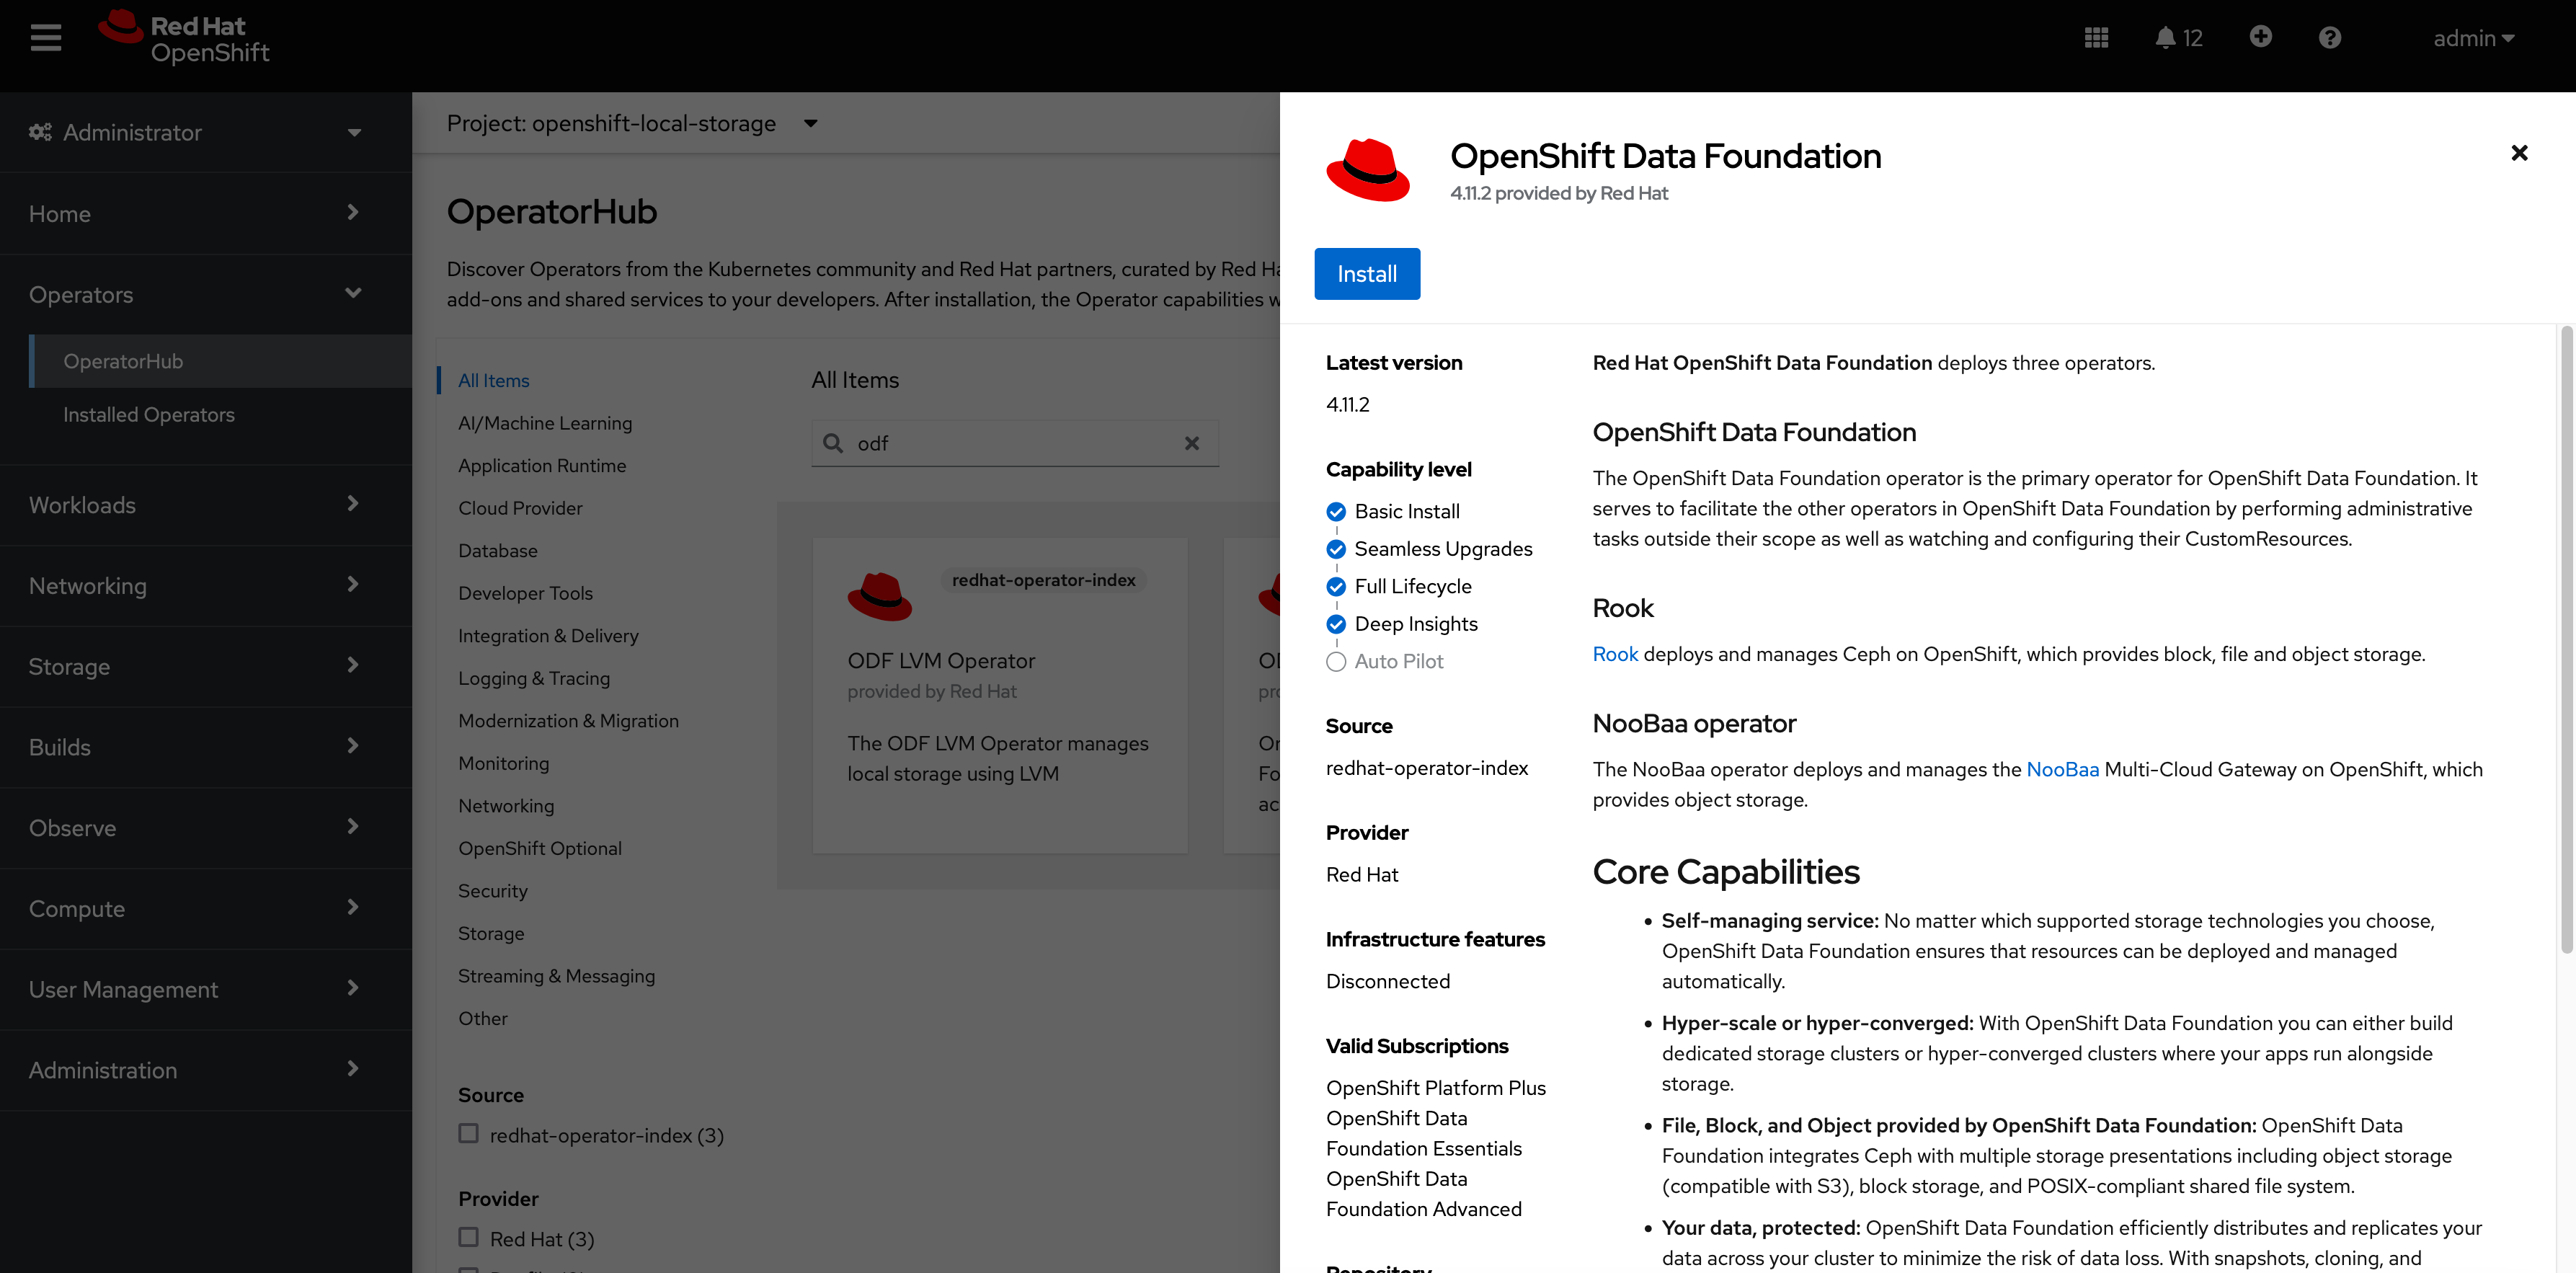 Red Hat
OpenShift
12
admin
Administrator
Home
Operators
OperatorHub
Installed Operators
Workloads
Networking
Storage
Builds
Observe
Compute
User Management
Administration
Project: openshift-local-storage
OperatorHub
Discover Operators from the Kubernetes community and Red Hat partners, curated by Red
add-ons and shared services to your developers. After installation, the Operator capabilities
All Items
AI/Machine Learning
Application Runtime
Cloud Provider
Database
Developer Tools
Integration & Delivery
Logging & Tracing
Modernization & Migration
Monitoring
Networking
OpenShift Optional
Security
Storage
Streaming & Messaging
Other
Source
redhat-operator-index (3)
Provider
Red Hat (3)
All Items
odf
redhat-operator-index
ODF LVM Operator
provided by Red Hat
The ODF LVM Operator manages
local storage using LVM
OpenShift Data Foundation
4.11.2 provided by Red Hat
Install
Latest version
4.11.2
Capability level
Basic Install
Seamless Upgrades
Full Lifecycle
Deep Insights
Auto Pilot
Source
redhat-operator-index
Provider
Red Hat
Infrastructure features
Disconnected
Valid Subscriptions
OpenShift Platform Plus
OpenShift Data
Foundation Essentials
OpenShift Data
Foundation Advanced
Repository
Red Hat OpenShift Data Foundation deploys three operators.
OpenShift Data Foundation
The OpenShift Data Foundation operator is the primary operator for OpenShift Data Foundation. It
serves to facilitate the other operators in OpenShift Data Foundation by performing administrative
tasks outside their scope as well as watching and configuring their CustomResources.
Rook
Rook deploys and manages Ceph on OpenShift, which provides block, file and object storage.
NooBaa operator
The NooBaa operator deploys and manages the NooBaa Multi-Cloud Gateway on OpenShift, which
provides object storage.
Core Capabilities
• Self-managing service: No matter which supported storage technologies you choose,
OpenShift Data Foundation ensures that resources can be deployed and managed
automatically.
• Hyper-scale or hyper-converged: With OpenShift Data Foundation you can either build
dedicated storage clusters or hyper-converged clusters where your apps run alongside
storage.
• File, Block, and Object provided by OpenShift Data Foundation: OpenShift Data
Foundation integrates Ceph with multiple storage presentations including object storage
(compatible with S3), block storage, and POSIX-compliant shared file system.
• Your data, protected: OpenShift Data Foundation efficiently distributes and replicates your
data across your cluster to minimize the risk of data loss. With snapshots, cloning, and